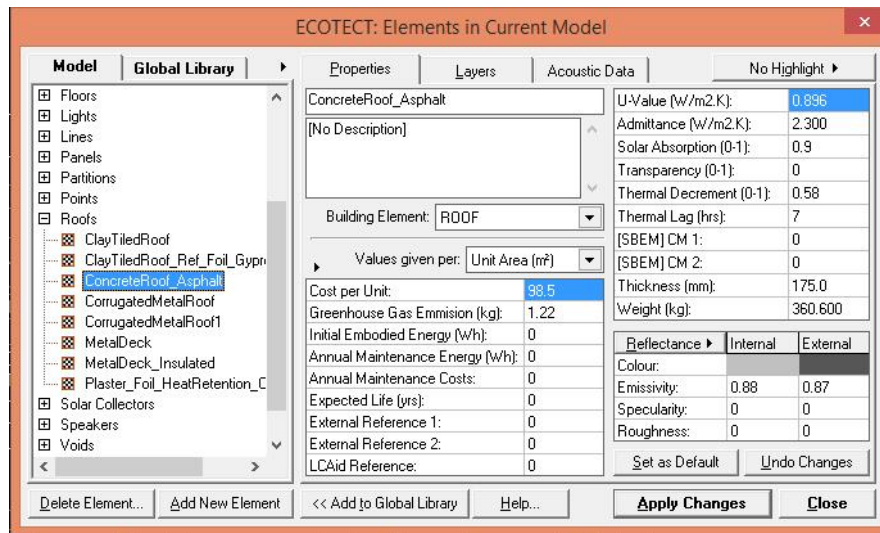 ECOTECT: Elements in Current Model
Model Global Library
Floors
Lights
Lines
Panels
Partitions
Points
Roofs
ClayTiledRoof
ClayTiledRoof_Ref_Foil_Gypr
ConcreteRoof_Asphalt
CorrugatedMetalRoof
CorrugatedMetalRoof1
MetalDeck
MetalDeck_Insulated
Plaster_Foil_HeatRetention_C
Solar Collectors
Speakers
Voids
Delete Element... Add New Element
Properties Layers Acoustic Data No Highlight
ConcreteRoof_Asphalt
[No Description]
Building Element: ROOF
Values given per: Unit Area (m²)
Cost per Unit: 98.5
Greenhouse Gas Emmision (kg): 1.22
Initial Embodied Energy (Wh): 0
Annual Maintenance Energy (Wh): 0
Annual Maintenance Costs: 0
Expected Life (yrs): 0
External Reference 1: 0
External Reference 2: 0
LCAid Reference: 0
U-Value (W/m2.K): 0.896
Admittance (W/m2.K): 2.300
Solar Absorption (0-1): 0.9
Transparency (0-1): 0
Thermal Decrement (0-1): 0.58
Thermal Lag (hrs): 7
[SBEM] CM 1: 0
[SBEM] CM 2: 0
Thickness (mm): 175.0
Weight (kg): 360.600
Reflectance Internal External
Colour:
Emissivity: 0.88 0.87
Specularity: 0 0
Roughness: 0 0
Set as Default Undo Changes
<< Add to Global Library Help... Apply Changes Close